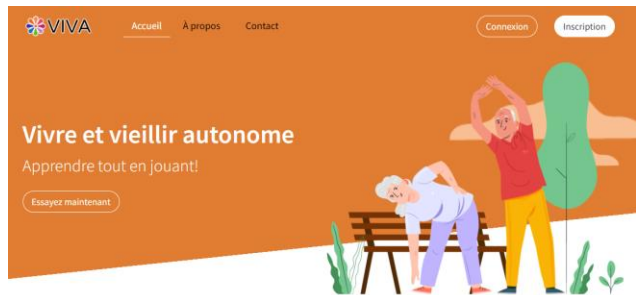 VIVA
Accueil À propos Contact
Connexion Inscription
Vivre et vieillir autonome
Apprendre tout en jouant!
Essayez maintenant